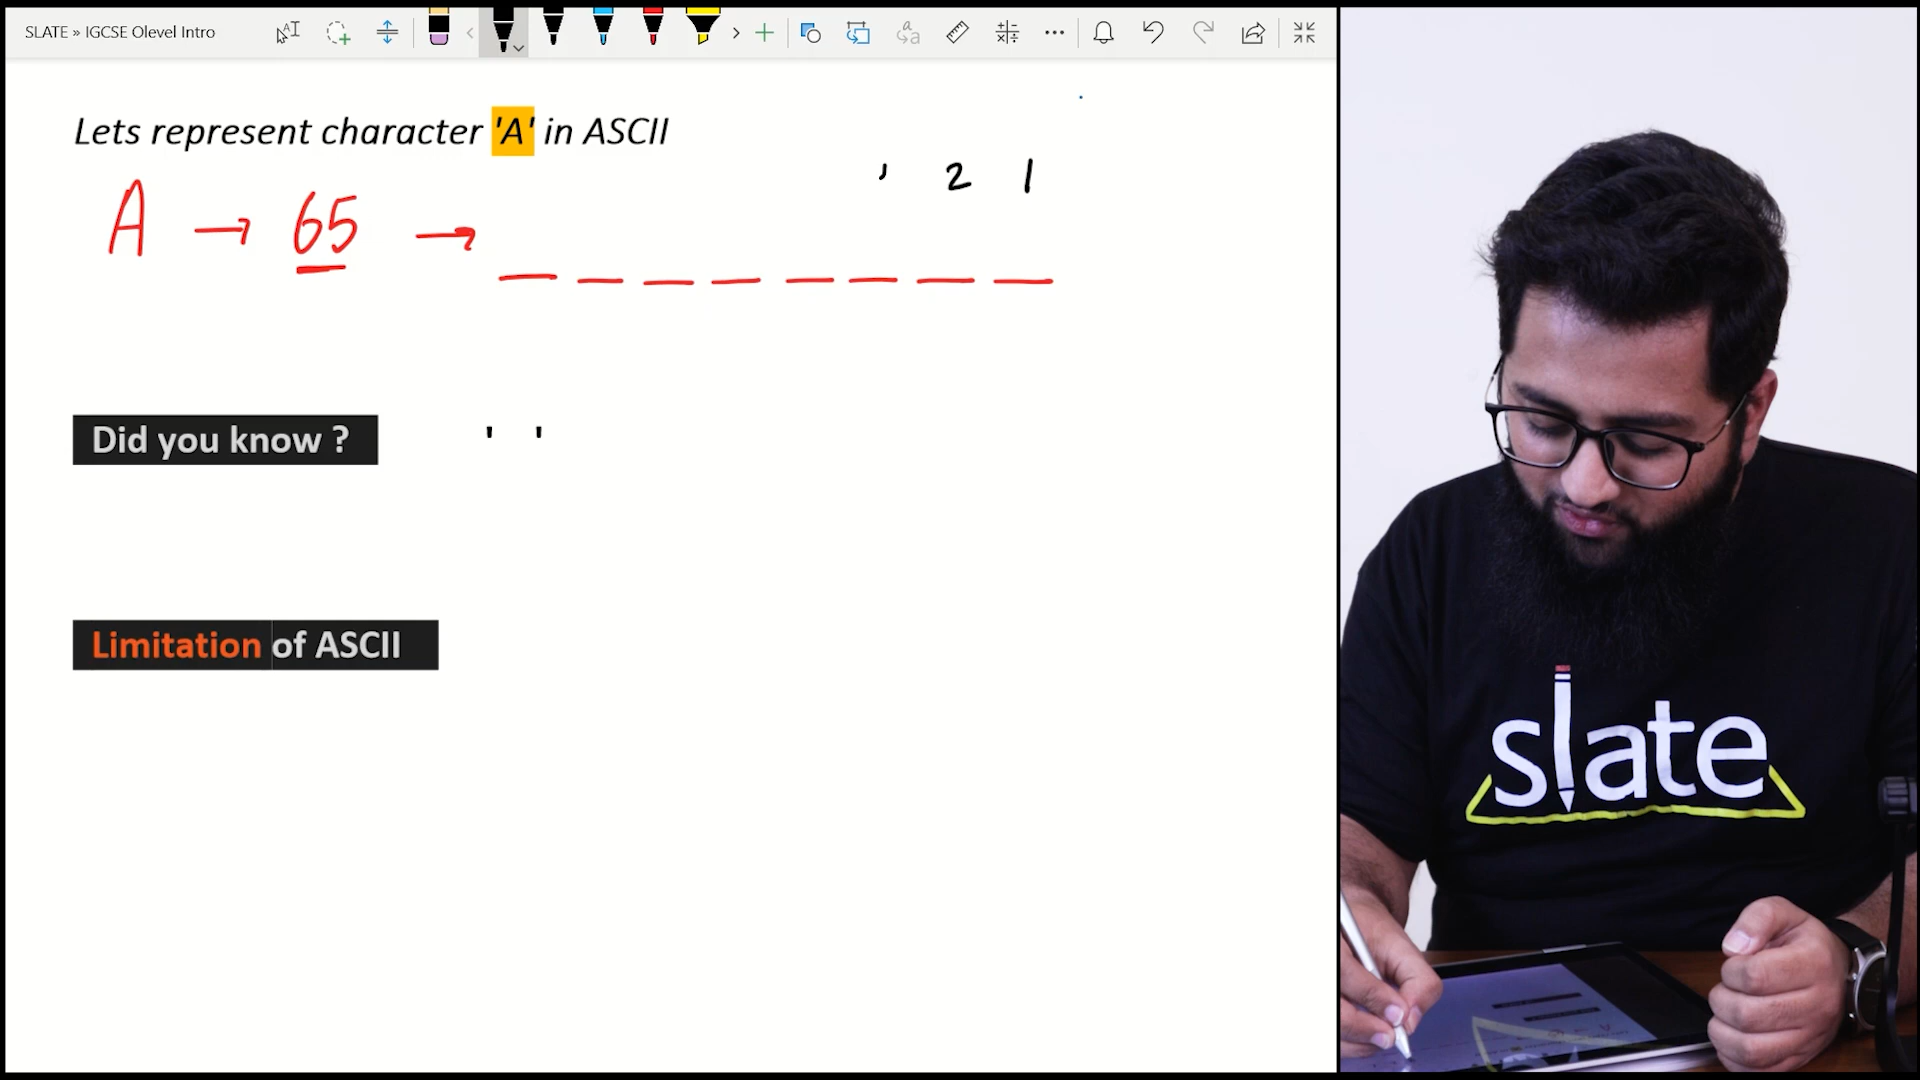 SLATE » IGCSE Olevel Intro
Lets represent character 'A' in ASCII
2 1
A → 65 →
Did you know ?
' '
Limitation of ASCII
slate